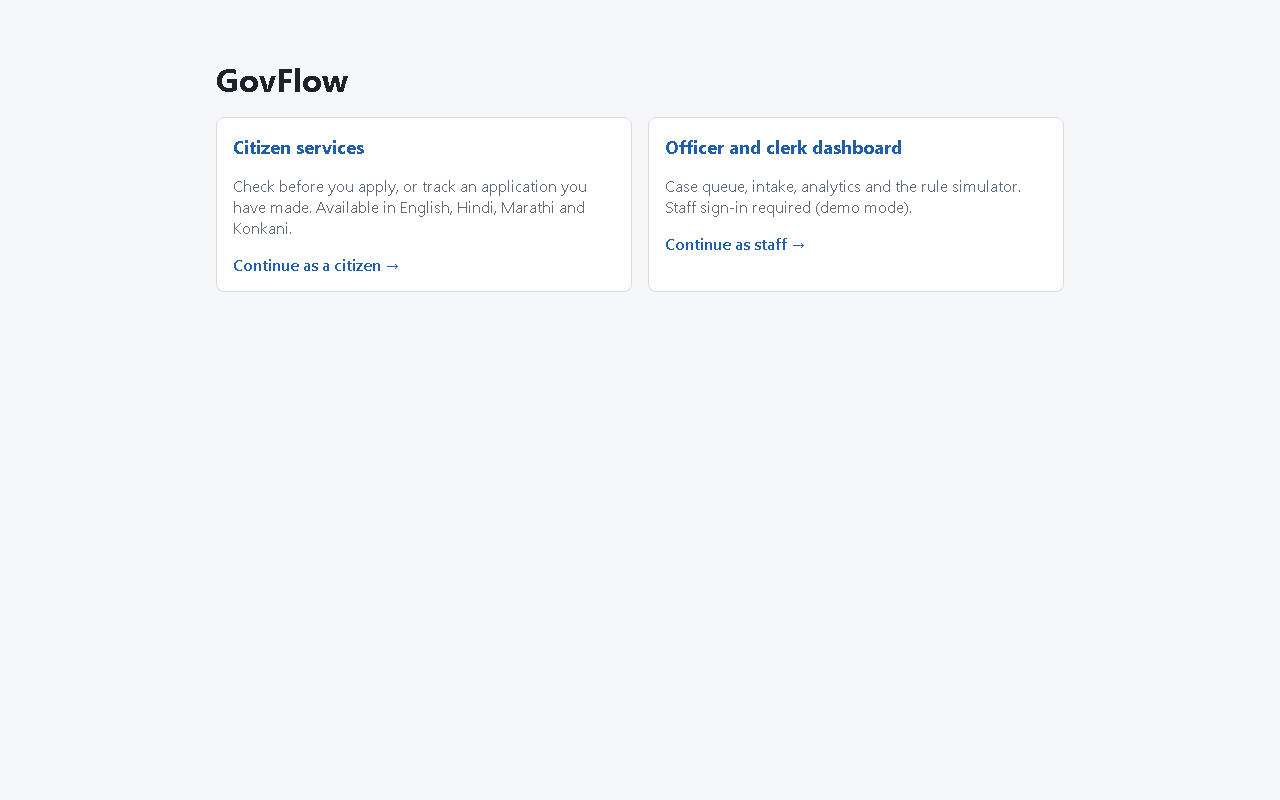 GovFlow
Citizen services
Check before you apply, or track an application you
have made. Available in English, Hindi, Marathi and
Konkani.
Continue as a citizen →
Officer and clerk dashboard
Case queue, intake, analytics and the rule simulator.
Staff sign-in required (demo mode).
Continue as staff →